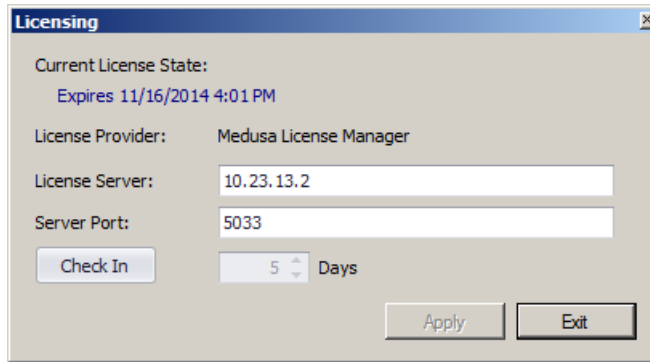 Licensing
Current License State:
Expires 11/16/2014 4:01 PM
License Provider: Medusa License Manager
License Server: 10.23.13.2
Server Port: 5033
Check In 5 Days
Apply Exit